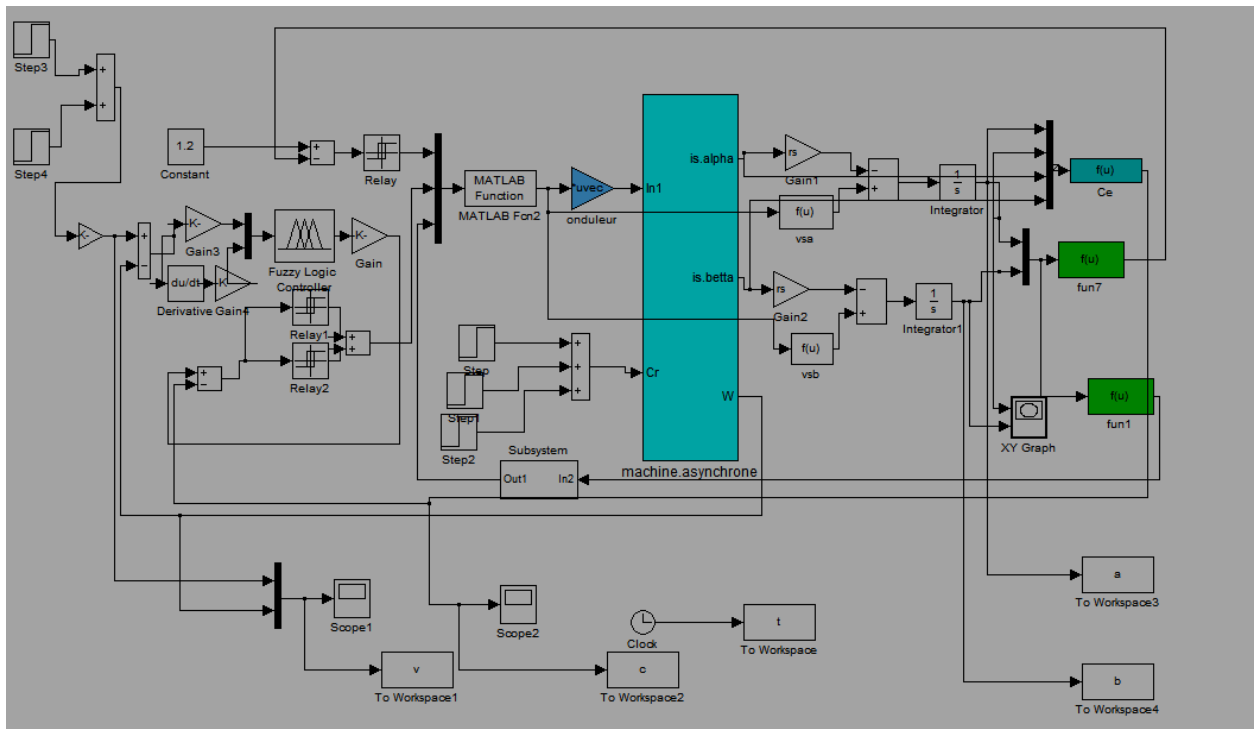 Step3
Step4
1.2
Constant
Relay
MATLAB
Function
MATLAB Fcn2
*uvec
onduleur
In1
is.alpha
is.betta
Cr
W
machine.asynchrone
rs
Gain1
f(u)
vsa
1
s
Integrator
f(u)
Ce
f(u)
fun7
rs
Gain2
f(u)
vsb
1
s
Integrator1
f(u)
fun1
XY Graph
K-
K-
Gain3
du/dt
Derivative
K-
Gain4
Fuzzy Logic
Controller
K-
Gain
Relay1
Relay2
Step
Step1
Step2
Subsystem
Out1
In2
Scope1
Scope2
Clock
t
To Workspace
v
To Workspace1
c
To Workspace2
a
To Workspace3
b
To Workspace4